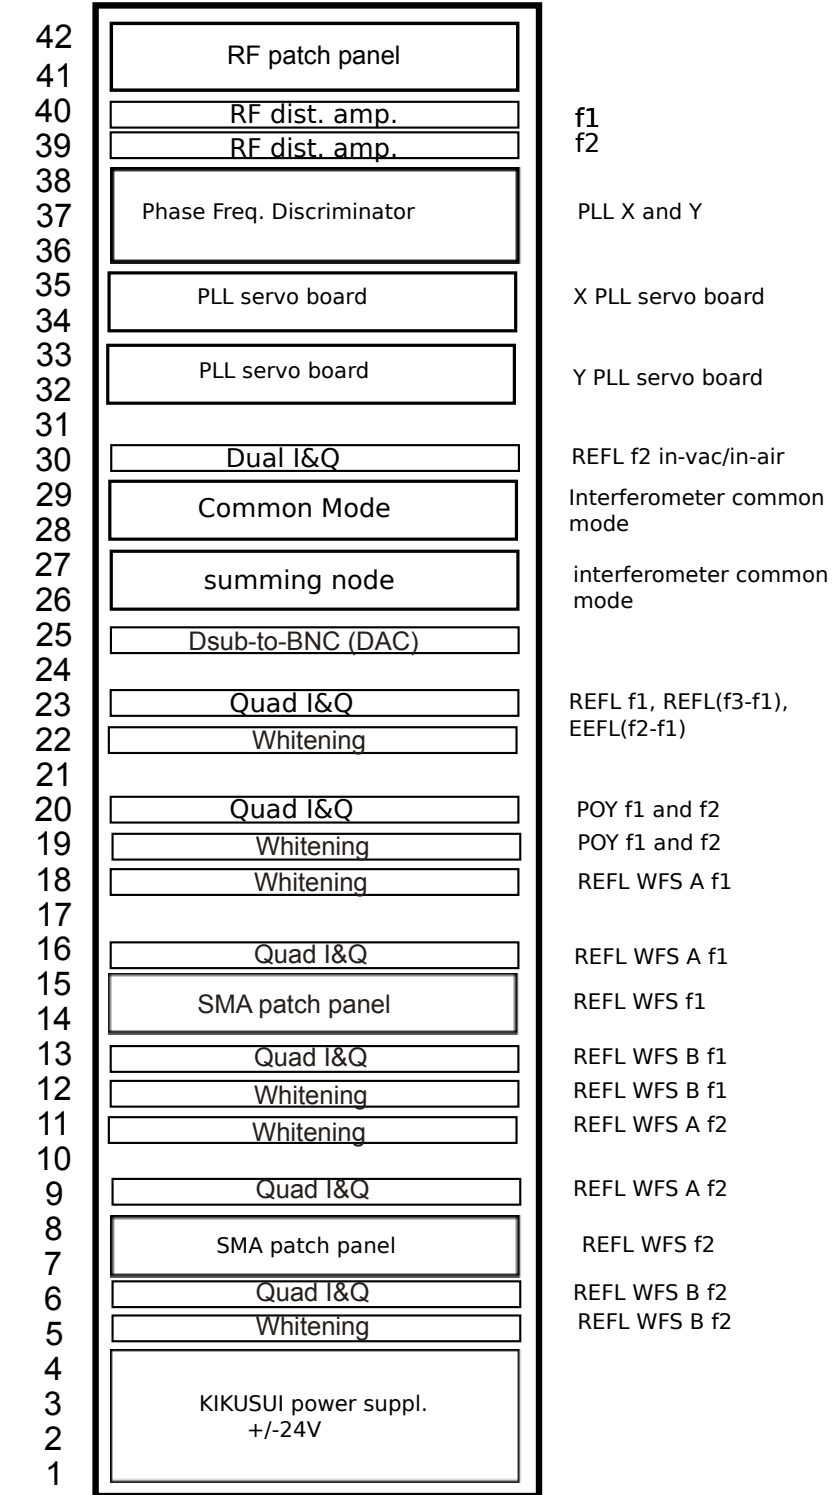 42
RF patch panel
41
40 RF dist. amp. f1
39 RF dist. amp. f2
38
37 Phase Freq. Discriminator PLL X and Y
36
35
PLL servo board X PLL servo board
34
33
PLL servo board Y PLL servo board
32
31
30 Dual I&Q REFL f2 in-vac/in-air
29 Interferometer common
Common Mode
28 mode
27
summing node interferometer common
26 mode
25 Dsub-to-BNC (DAC)
24
23 Quad I&Q REFL f1, REFL(f3-f1),
22 Whitening EEFL(f2-f1)
21
20 Quad I&Q POY f1 and f2
19 Whitening POY f1 and f2
18 Whitening REFL WFS A f1
17
16 Quad I&Q REFL WFS A f1
15
SMA patch panel REFL WFS f1
14
13 Quad I&Q REFL WFS B f1
12 Whitening REFL WFS B f1
11 Whitening REFL WFS A f2
10
9 Quad I&Q REFL WFS A f2
8
SMA patch panel REFL WFS f2
7
6 Quad I&Q REFL WFS B f2
5 Whitening REFL WFS B f2
4
3 KIKUSUI power suppl.
+/-24V
2
1